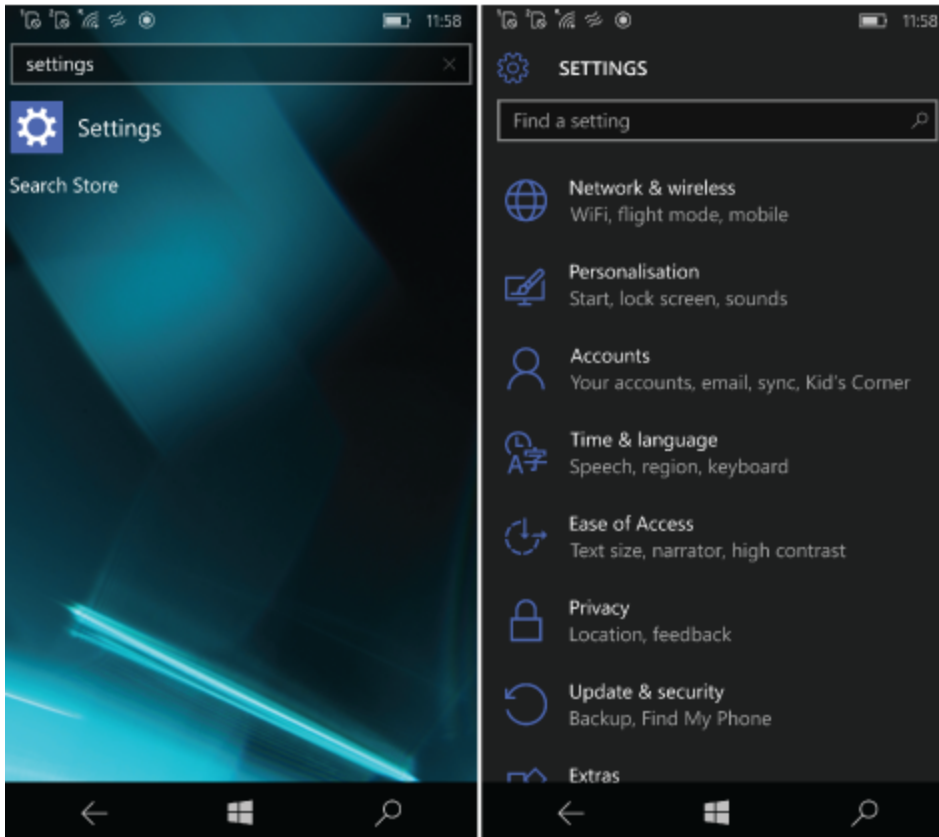 11:58
settings
Settings
Search Store
11:58
SETTINGS
Find a setting
Network & wireless
WiFi, flight mode, mobile
Personalisation
Start, lock screen, sounds
Accounts
Your accounts, email, sync, Kid's Corner
Time & language
Speech, region, keyboard
Ease of Access
Text size, narrator, high contrast
Privacy
Location, feedback
Update & security
Backup, Find My Phone
Extras